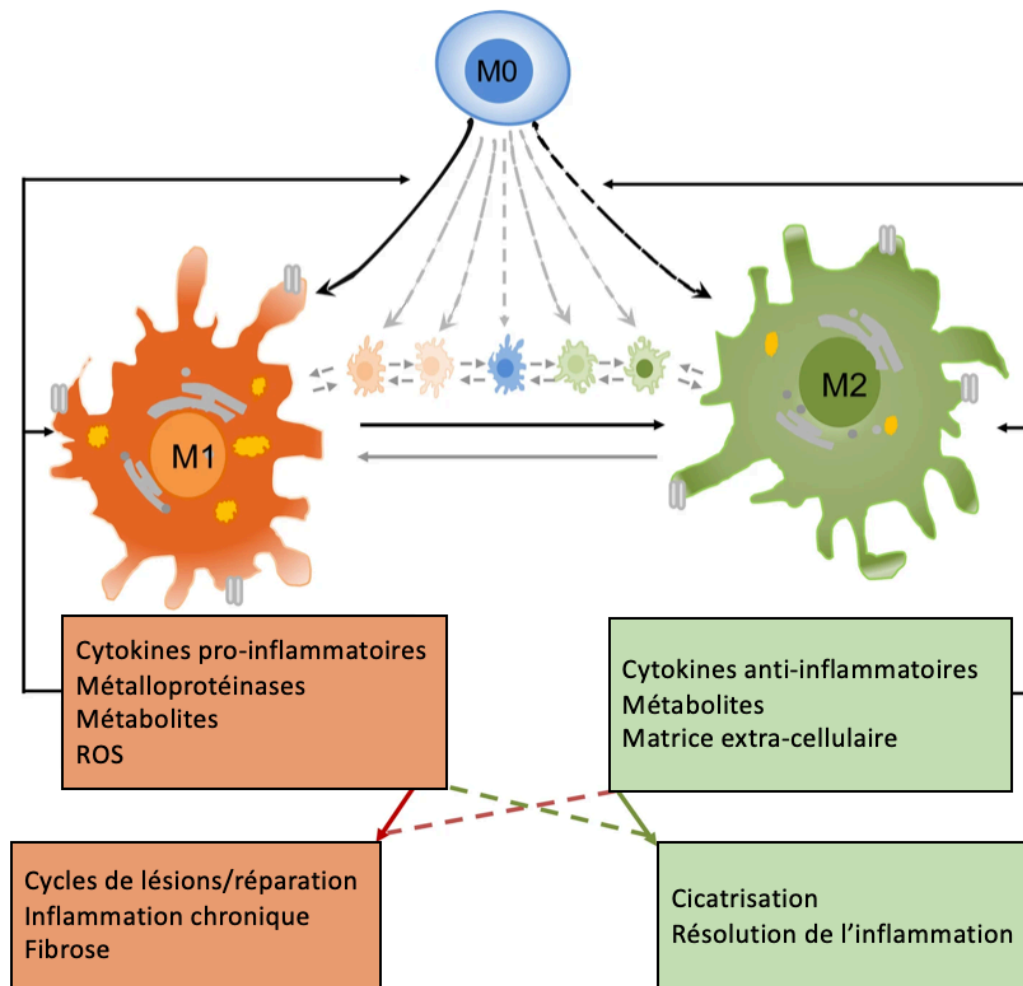 M0
M1
M2
Cytokines pro-inflammatoires
Métalloprotéinases
Métabolites
ROS
Cytokines anti-inflammatoires
Métabolites
Matrice extra-cellulaire
Cycles de lésions/réparation
Inflammation chronique
Fibrose
Cicatrisation
Résolution de l’inflammation